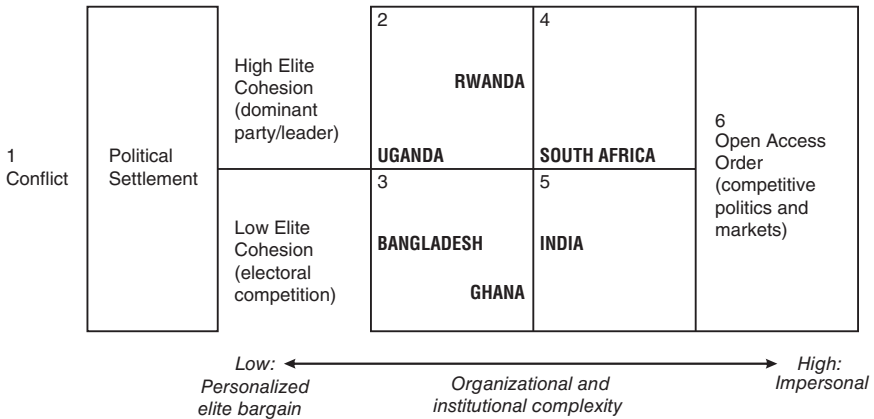 1
Conflict
Political
Settlement
High Elite
Cohesion
(dominant
party/leader)
Low Elite
Cohesion
(electoral
competition)
2
RWANDA
UGANDA
3
BANGLADESH
GHANA
4
SOUTH AFRICA
5
INDIA
6
Open Access
Order
(competitive
politics and
markets)
Low:
Personalized
elite bargain
Organizational and
institutional complexity
High:
Impersonal